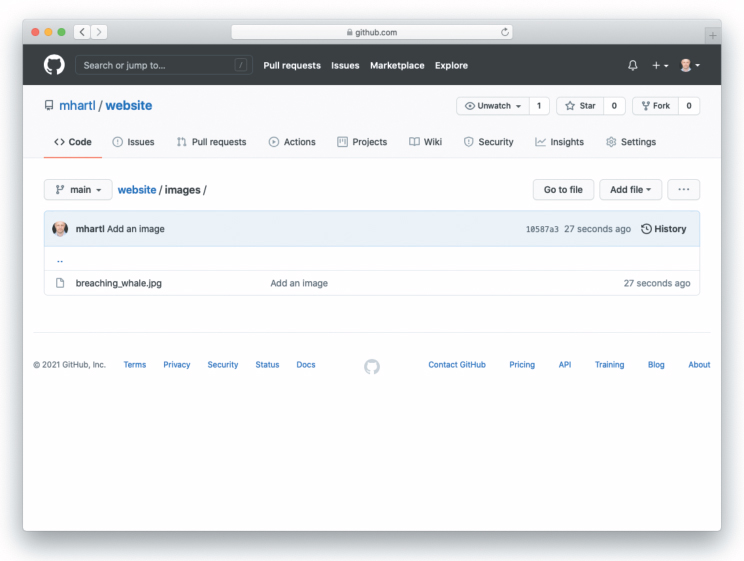 github.com
Search or jump to... / Pull requests Issues Marketplace Explore
mhartl / website Unwatch 1 Star 0 Fork 0
Code Issues Pull requests Actions Projects Wiki Security Insights Settings
main website / images / Go to file Add file ...
mhartl Add an image 10587a3 27 seconds ago History
..
breaching_whale.jpg Add an image 27 seconds ago
© 2021 GitHub, Inc. Terms Privacy Security Status Docs Contact GitHub Pricing API Training Blog About